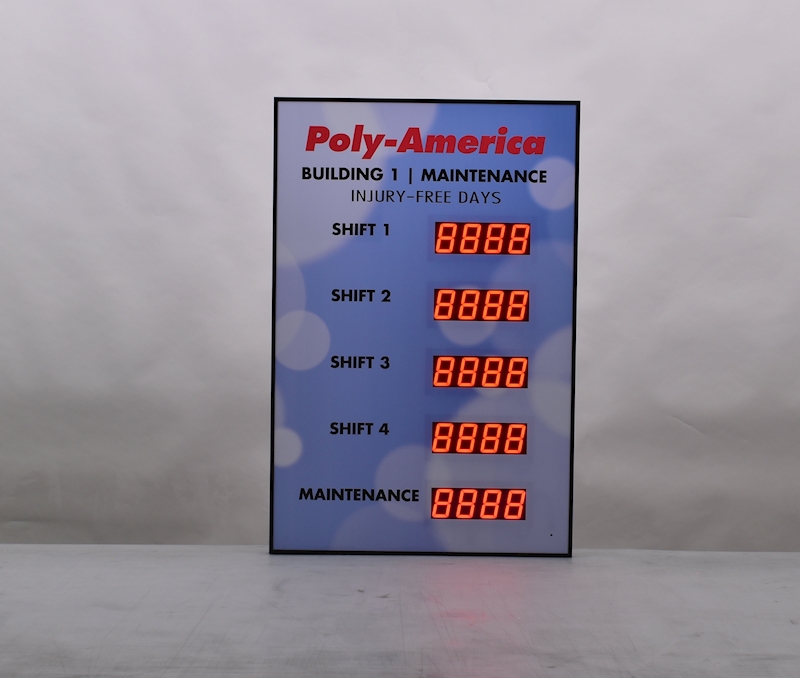 Poly-America
BUILDING 1 | MAINTENANCE
INJURY-FREE DAYS
SHIFT 1 8888
SHIFT 2 8888
SHIFT 3 8888
SHIFT 4 8888
MAINTENANCE 8888